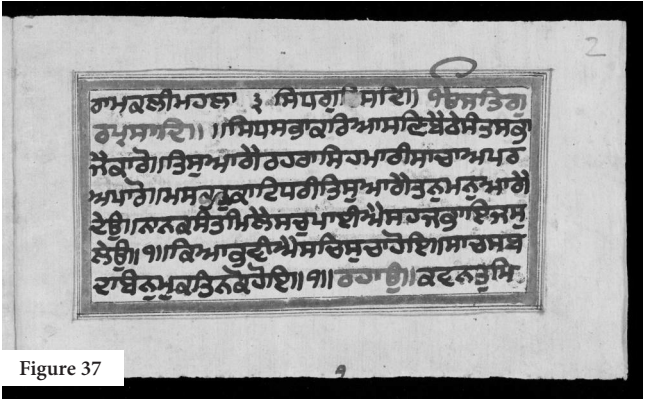 2
ਰਾਮਕਲੀਮਹਲਾ ੩ ਸਿਧਗੁ ਸਦਿ॥ ੴਸਤਿਗੁ
ਰਪ੍ਰਸਾਦਿ॥ ॥ਸਿਧਸਭਾਕਰਿਆਸਣਿਬੈਠੇਸੰਤਸਭਾ
ਜੈਕਾਰੋ॥ਤਿਸੁਆਗੈਰਹਰਾਸਿਹਮਾਰੀਸਾਚਾਅਪਰ
ਅਪਾਰੋ॥ਮਸਤਕੁਕਾਟਿਧਰੀਤਿਸੁਆਗੈਤਨੁਮਨੁਆਗੈ
ਦੇਉ॥ਨਾਨਕਸੰਤੁਮਿਲੈਸਚੁਪਾਈਐਸਹਜਭਾਇਜਸੁ
ਲੇਉ॥੧॥ਕਿਆਭਵੀਐਸਚਿਸੂਚਾਹੋਇ॥ਸਾਚਸਬ
ਦਬਿਨੁਮੁਕਤਿਨਕੋਹੋਇ॥੧॥ਰਹਾਉ॥ਕਵਨਤੁਮਿ
Figure 37